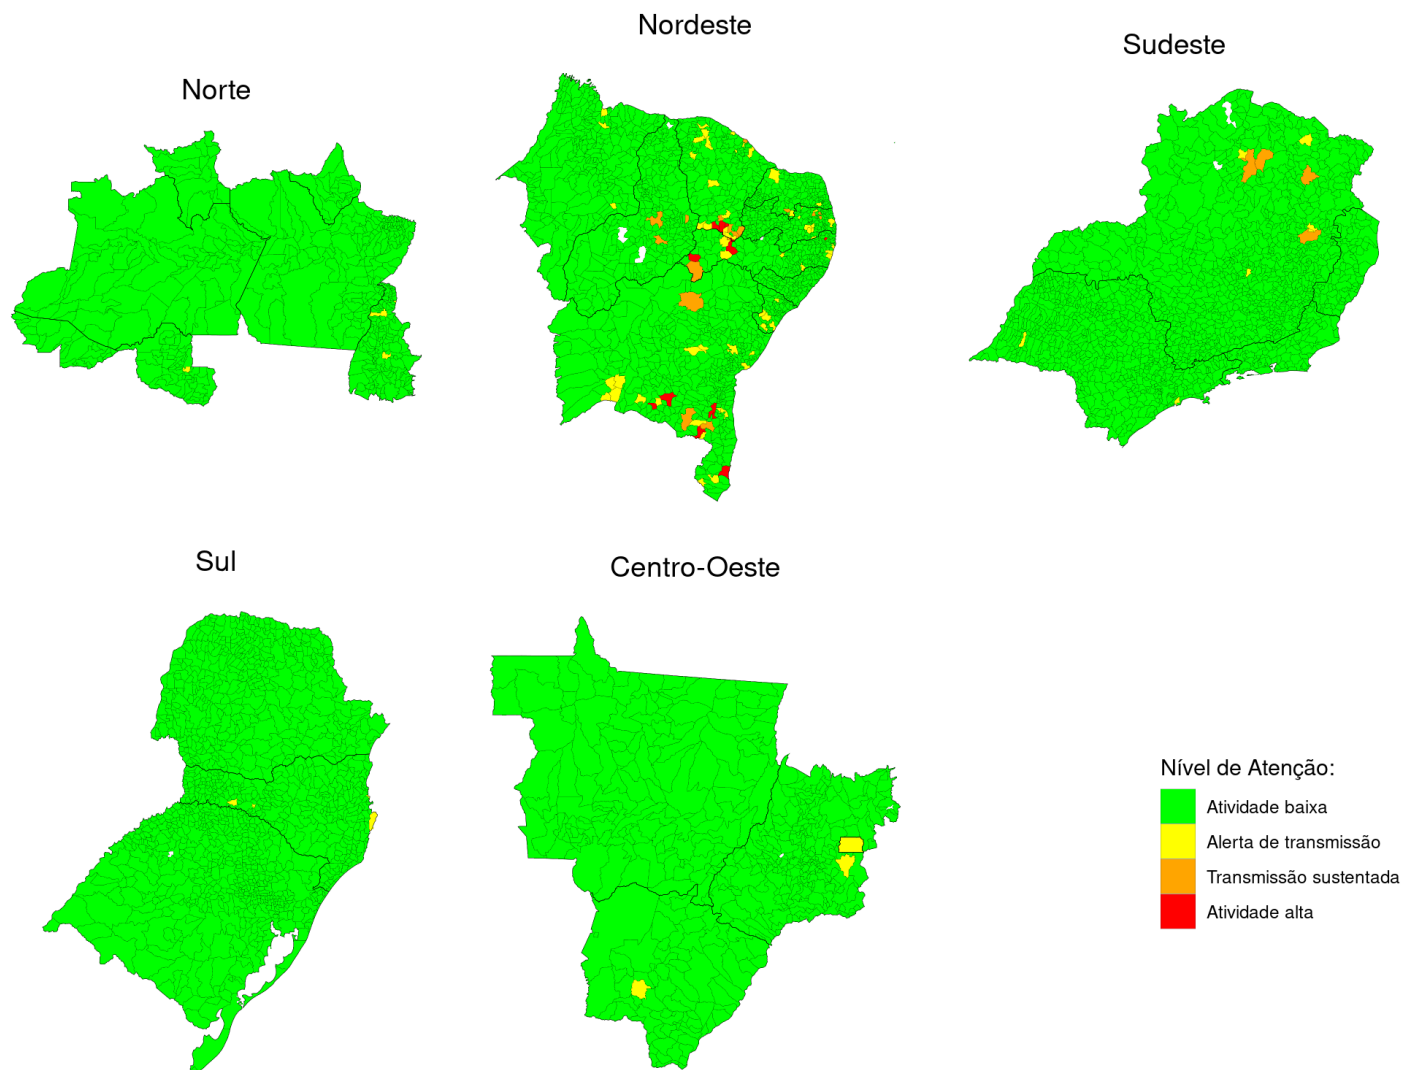 Nordeste
Sudeste
Norte
Sul
Centro-Oeste
Nível de Atenção:
Atividade baixa
Alerta de transmissão
Transmissão sustentada
Atividade alta